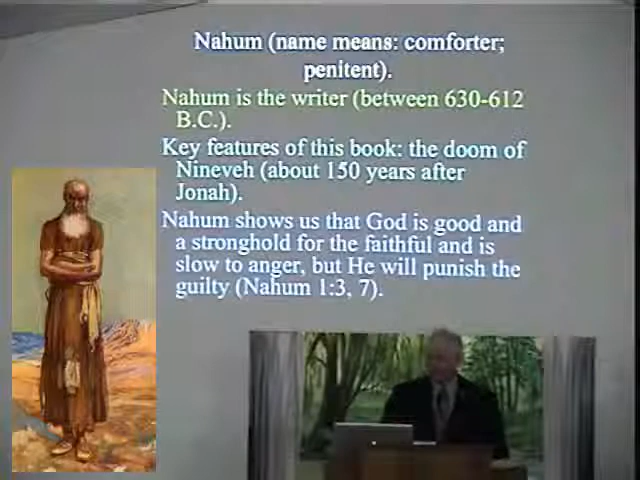 Nahum (name means: comforter;
penitent).
Nahum is the writer (between 630-612
B.C.).
Key features of this book: the doom of
Nineveh (about 150 years after
Jonah).
Nahum shows us that God is good and
a stronghold for the faithful and is
slow to anger, but He will punish the
guilty (Nahum 1:3, 7).